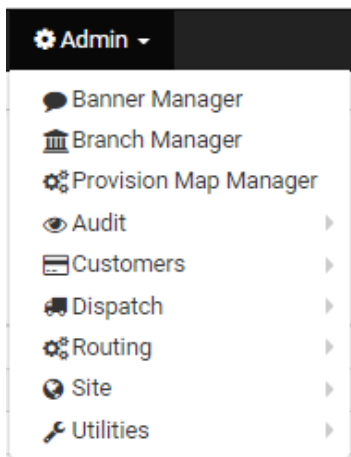 Admin
Banner Manager
Branch Manager
Provision Map Manager
Audit
Customers
Dispatch
Routing
Site
Utilities